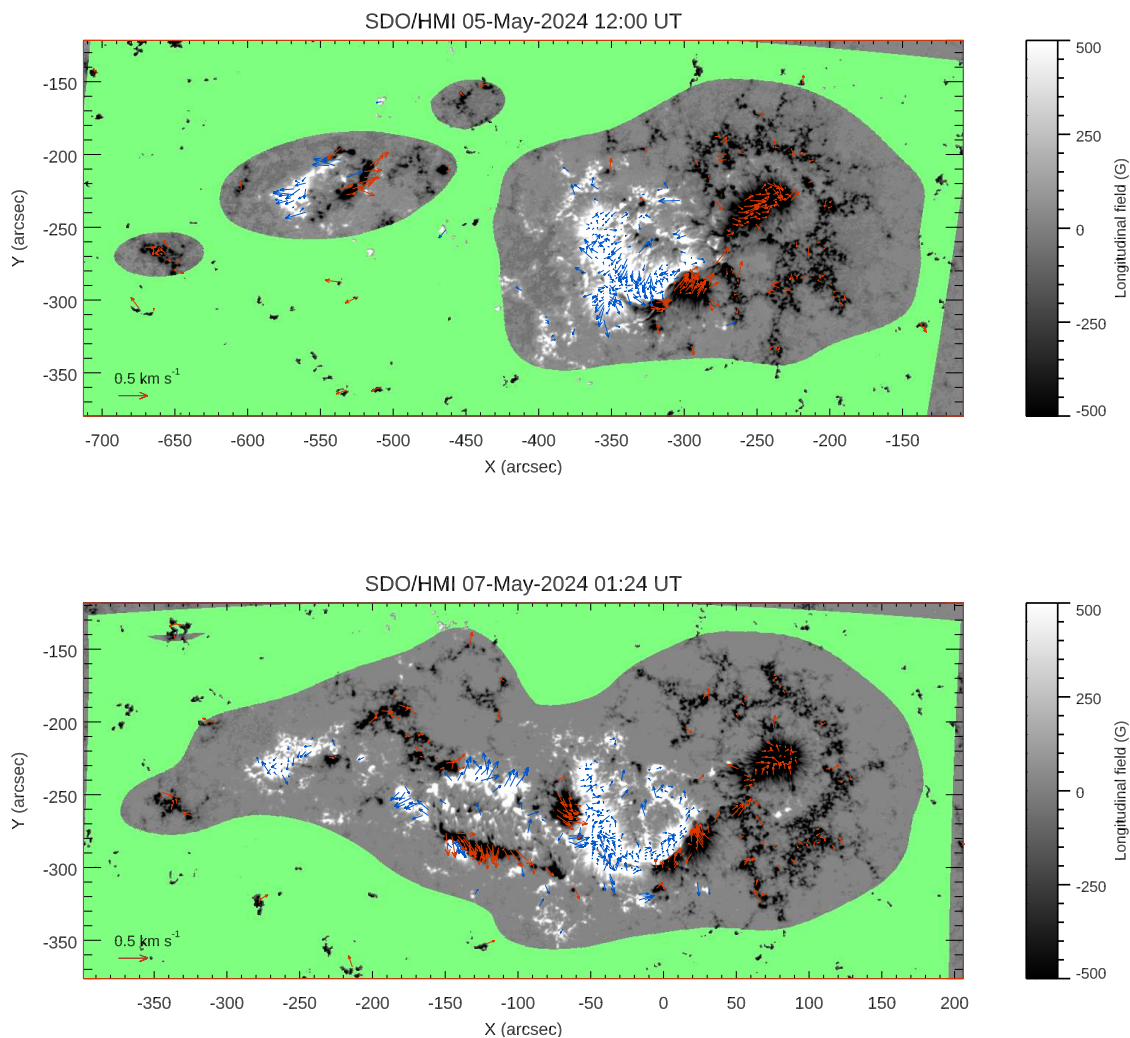 SDO/HMI 05-May-2024 12:00 UT
-150
-200
-250
-300
-350
Y (arcsec)
0.5 km s-1
-700 -650 -600 -550 -500 -450 -400 -350 -300 -250 -200 -150
X (arcsec)
500
250
0
-250
-500
Longitudinal field (G)
SDO/HMI 07-May-2024 01:24 UT
-150
-200
-250
-300
-350
Y (arcsec)
0.5 km s-1
-350 -300 -250 -200 -150 -100 -50 0 50 100 150 200
X (arcsec)
500
250
0
-250
-500
Longitudinal field (G)